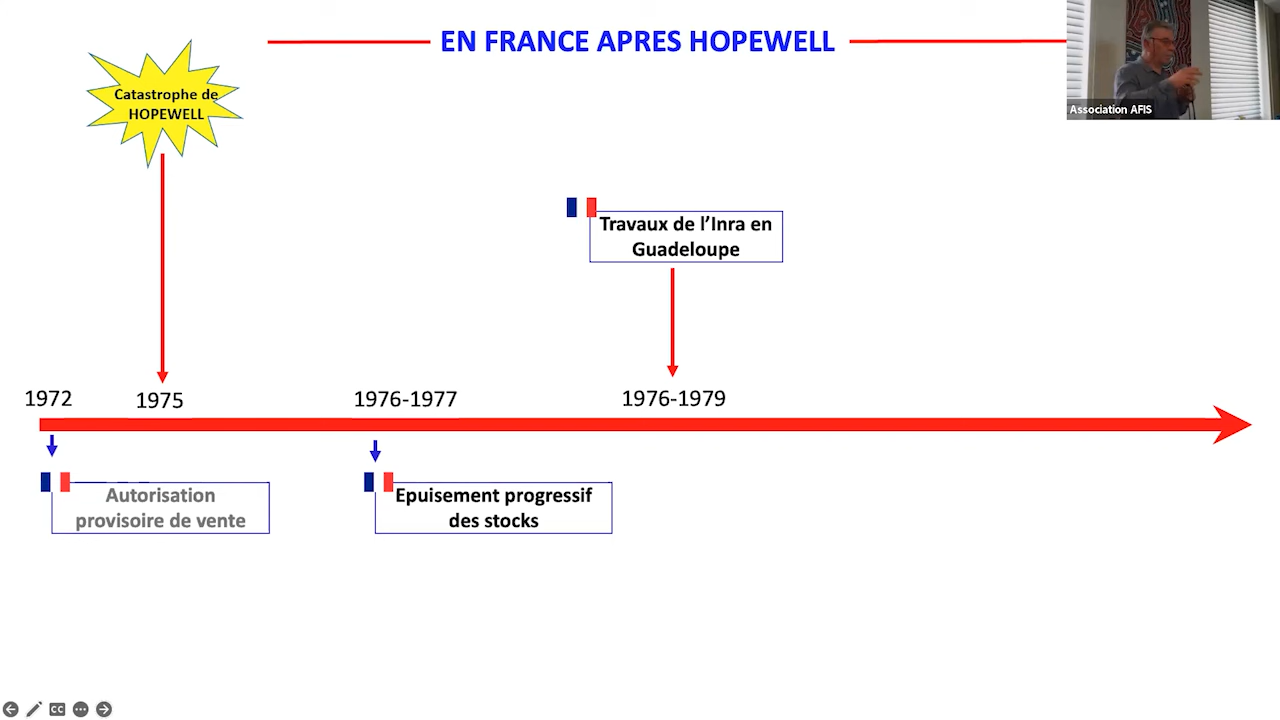 EN FRANCE APRES HOPEWELL
Catastrophe de
HOPEWELL
Association AFIS
Travaux de l’Inra en
Guadeloupe
1972
1975
1976-1977
1976-1979
Autorisation
provisoire de vente
Epuisement progressif
des stocks
CC